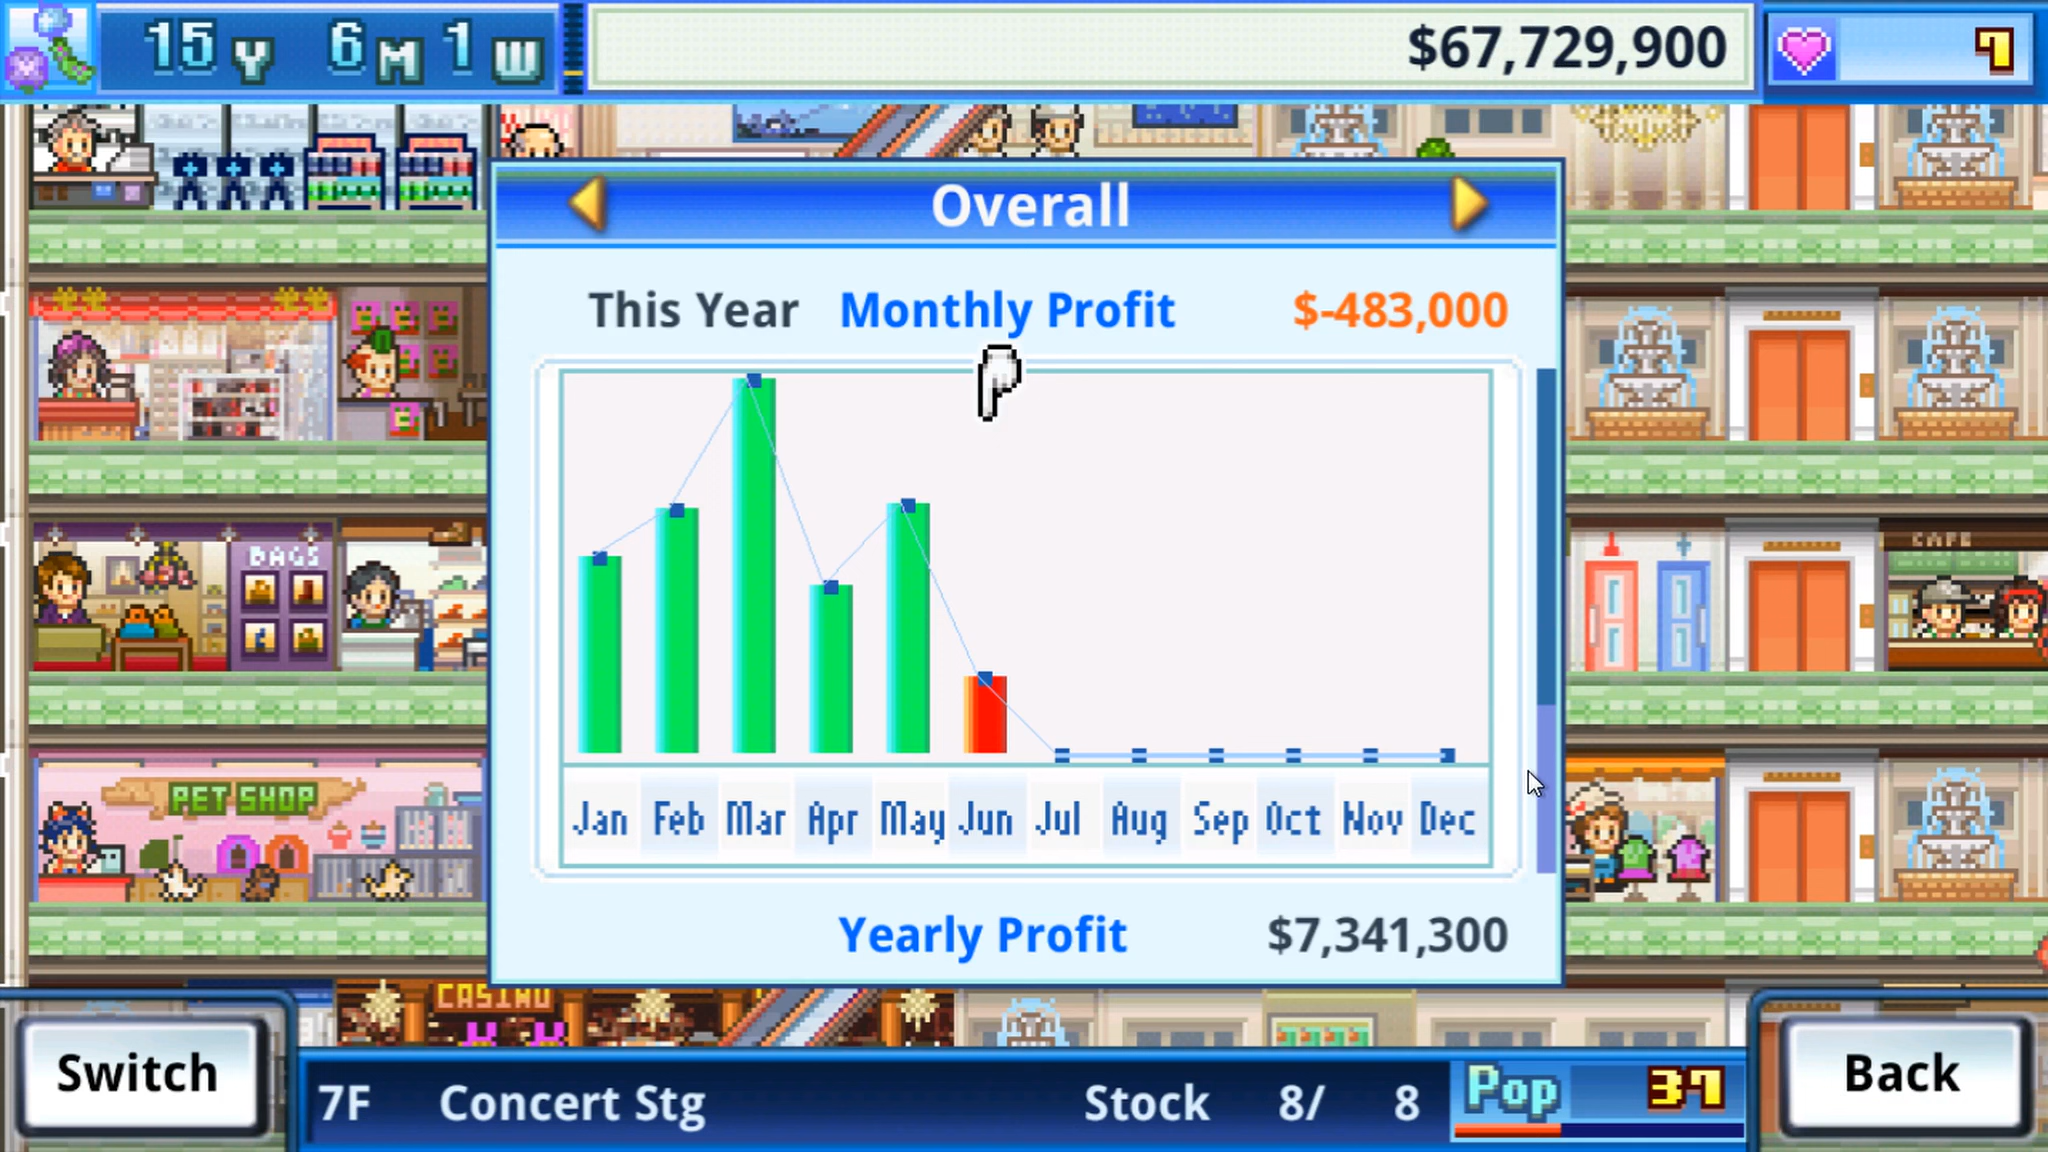 15 Y 6 M 1 W $67,729,900 9
Overall
This Year Monthly Profit $-483,000
BAGS
CAFE
PET SHOP
Jan Feb Mar Apr May Jun Jul Aug Sep Oct Nov Dec
Yearly Profit $7,341,300
CASINO
Switch
7F Concert Stg Stock 8/ 8 Pop 37
Back